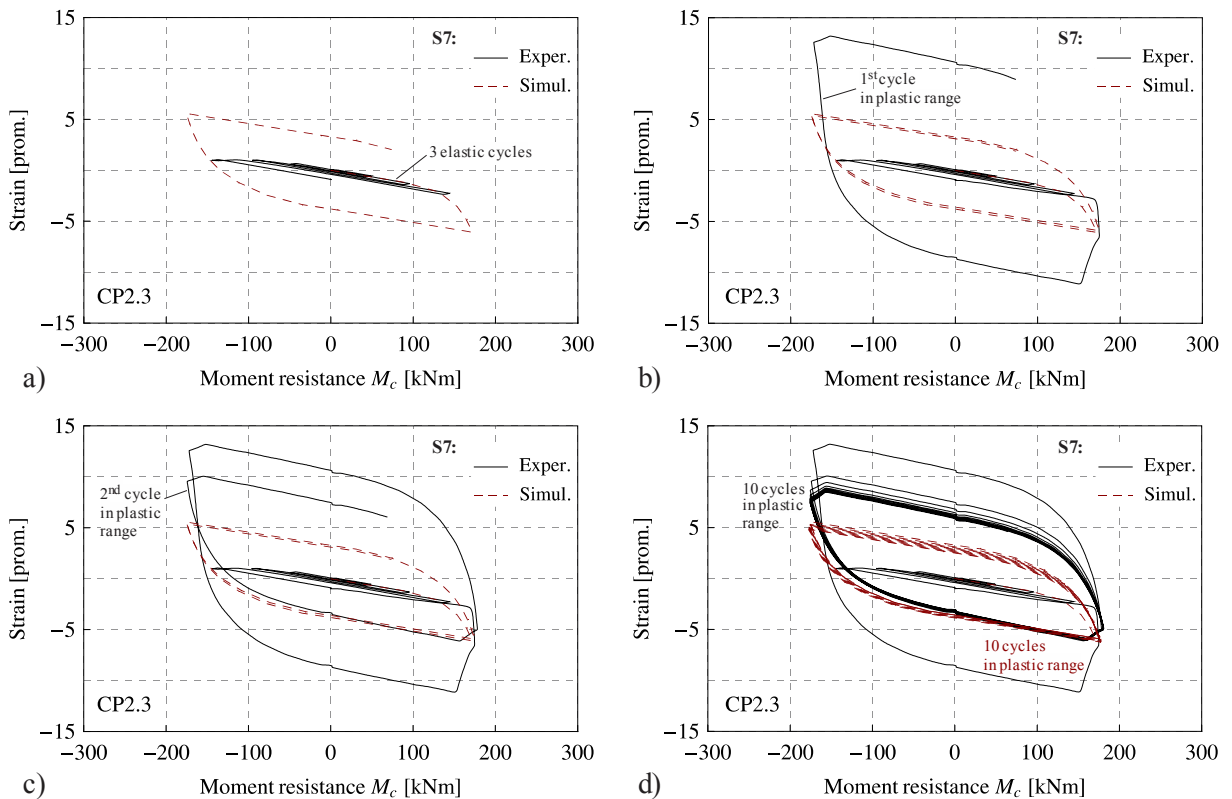 15
S7:
Exper.
Simul.
5
3 elastic cycles
Strain [prom.]
−5
CP2.3
−15
−300 −200 −100 0 100 200 300
Moment resistance Mc [kNm]
a)
15
S7:
Exper.
1st cycle
in plastic range
Simul.
5
Strain [prom.]
−5
CP2.3
−15
−300 −200 −100 0 100 200 300
Moment resistance Mc [kNm]
b)
15
S7:
Exper.
2nd cycle
in plastic
range
Simul.
5
Strain [prom.]
−5
CP2.3
−15
−300 −200 −100 0 100 200 300
Moment resistance Mc [kNm]
c)
15
S7:
Exper.
10 cycles
in plastic
range
Simul.
5
Strain [prom.]
−5
10 cycles
in plastic range
CP2.3
−15
−300 −200 −100 0 100 200 300
Moment resistance Mc [kNm]
d)